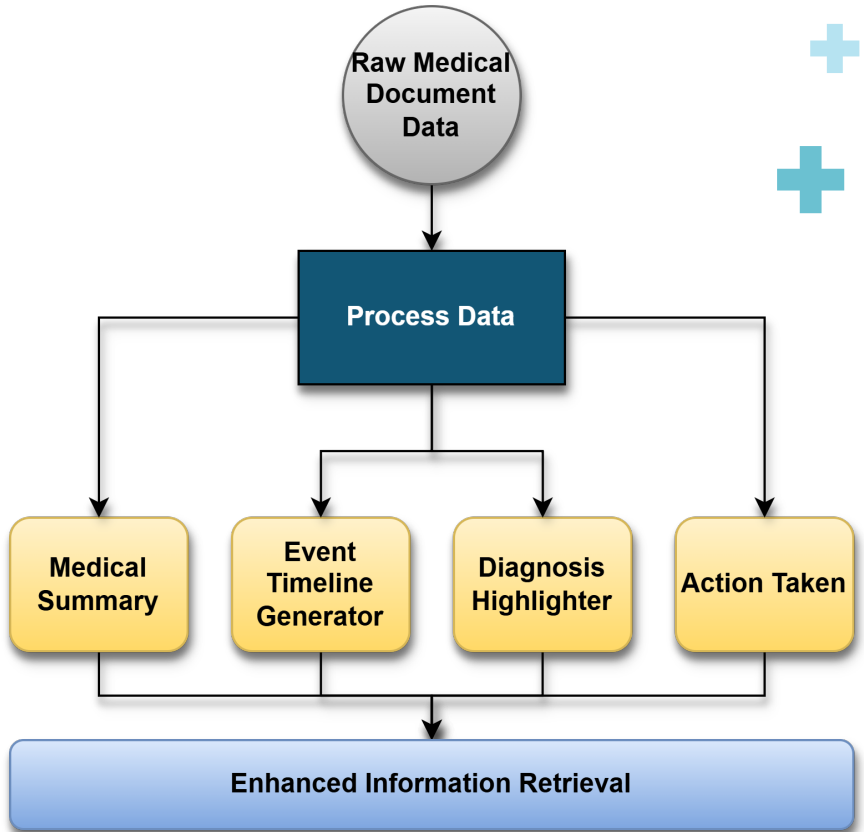 Raw Medical
Document
Data
Process Data
Medical
Summary
Event
Timeline
Generator
Diagnosis
Highlighter
Action Taken
Enhanced Information Retrieval